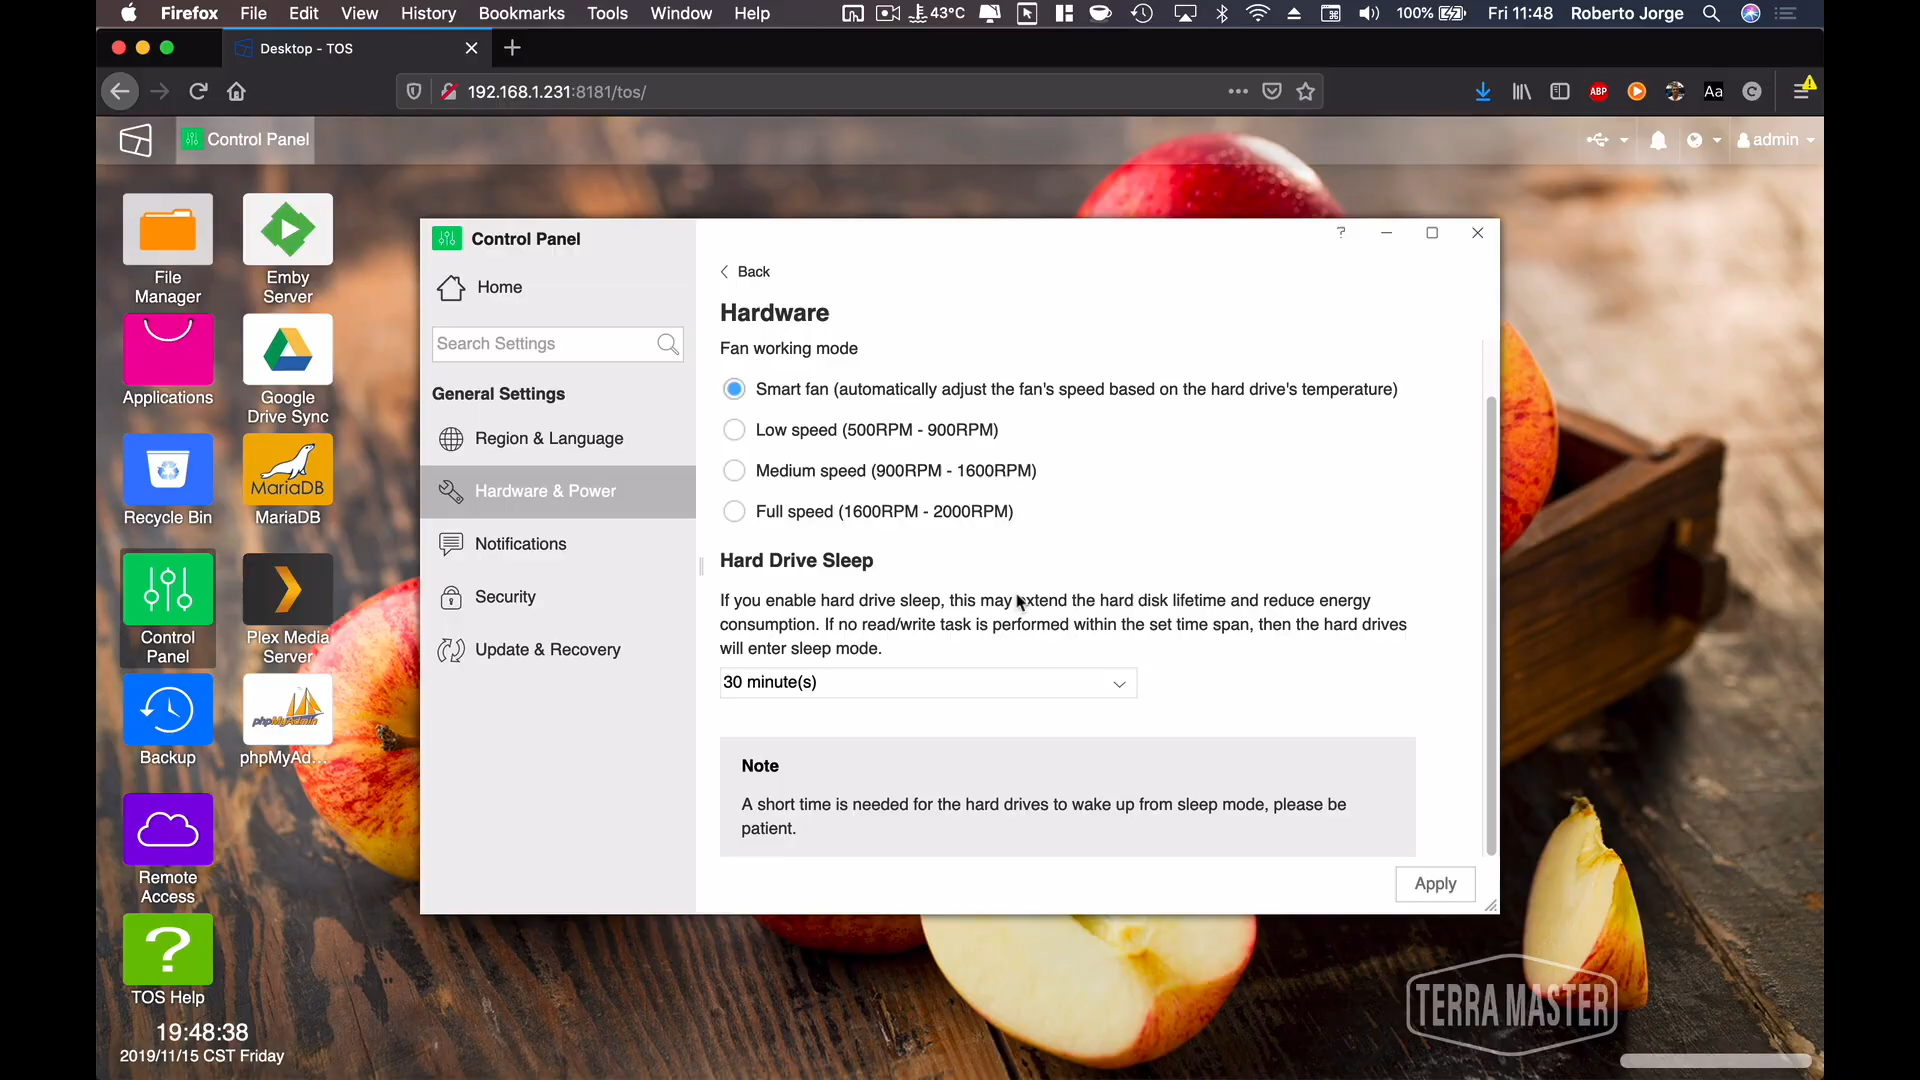 Firefox File Edit View History Bookmarks Tools Window Help 43°C 100% Fri 11:48 Roberto Jorge
Desktop - TOS
192.168.1.231:8181/tos/
ABP Aa C
Control Panel
admin
File
Manager
Emby
Server
Applications
Google
Drive Sync
Recycle Bin
MariaDB
MariaDB
Control
Panel
Plex Media
Server
Backup
phpMyAdmin
phpMyAd...
Remote
Access
?
TOS Help
19:48:38
2019/11/15 CST Friday
Control Panel
Home
Search Settings
General Settings
Region & Language
Hardware & Power
Notifications
Security
Update & Recovery
?
Back
Hardware
Fan working mode
Smart fan (automatically adjust the fan's speed based on the hard drive's temperature)
Low speed (500RPM - 900RPM)
Medium speed (900RPM - 1600RPM)
Full speed (1600RPM - 2000RPM)
Hard Drive Sleep
If you enable hard drive sleep, this may extend the hard disk lifetime and reduce energy
consumption. If no read/write task is performed within the set time span, then the hard drives
will enter sleep mode.
30 minute(s)
Note
A short time is needed for the hard drives to wake up from sleep mode, please be
patient.
Apply
TERRA MASTER